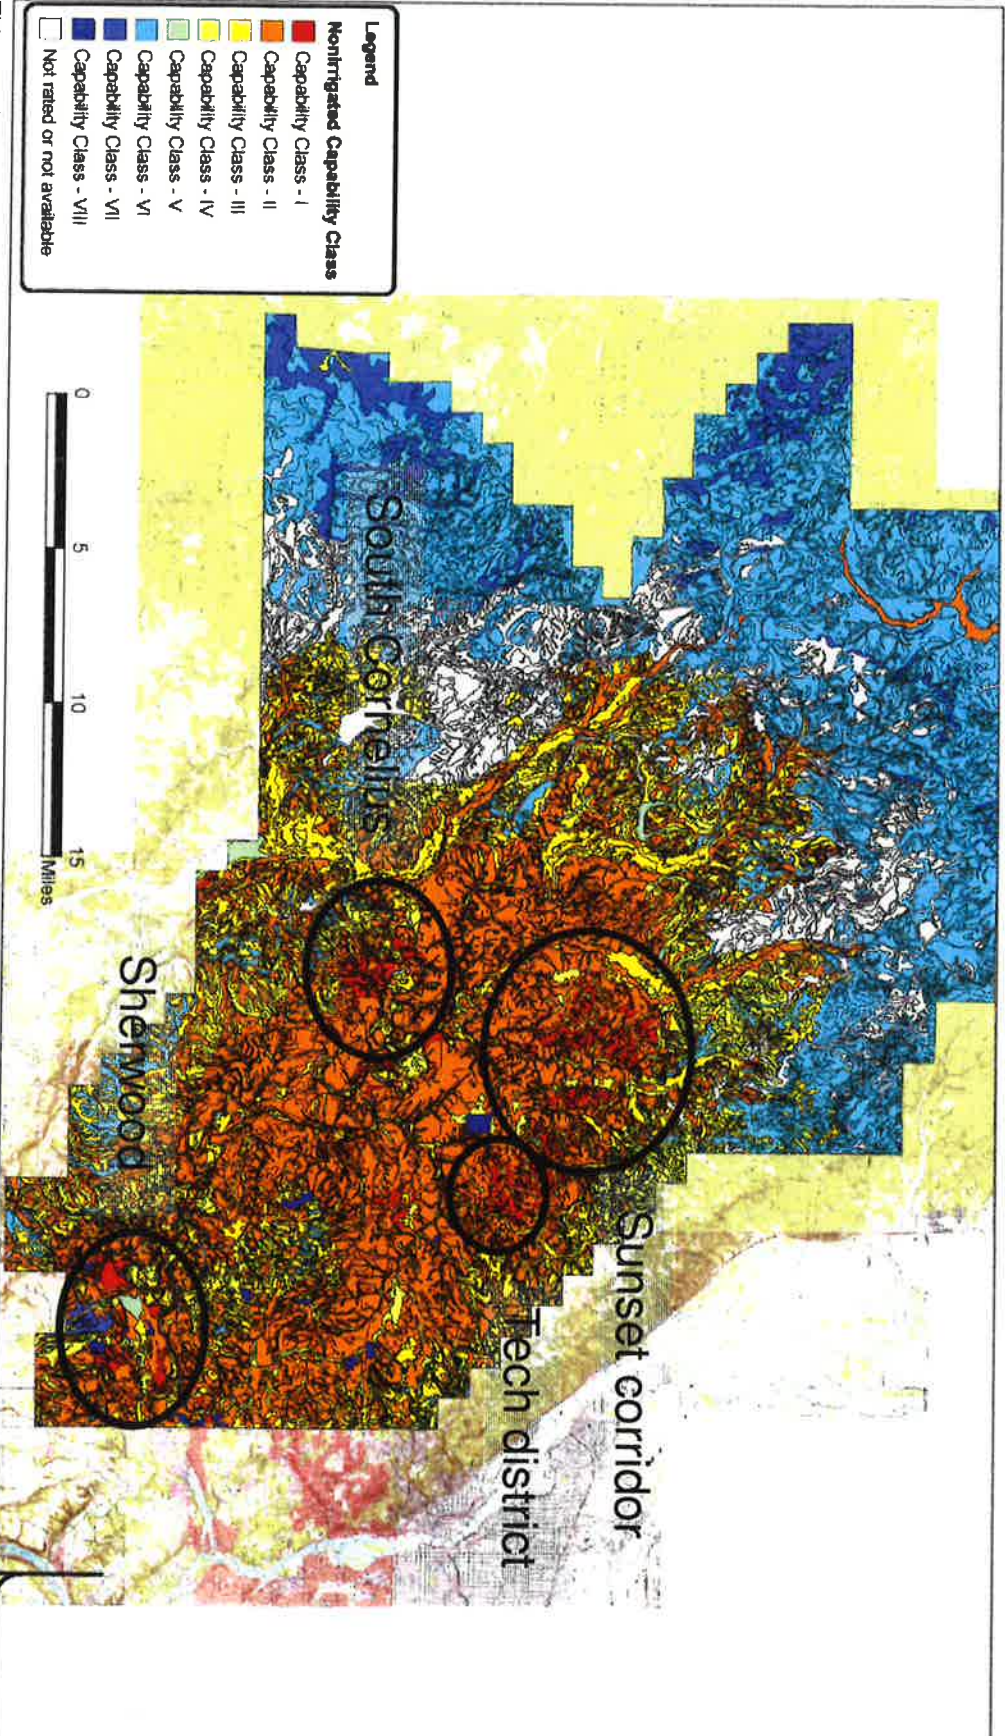 Legend
Nonirrigated Capability Class
Capability Class - I
Capability Class - II
Capability Class - III
Capability Class - IV
Capability Class - V
Capability Class - VI
Capability Class - VII
Capability Class - VIII
Not rated or not available
0 5 10 15
Miles
South Cornelius
Sherwood
Sunset corridor
Tech district